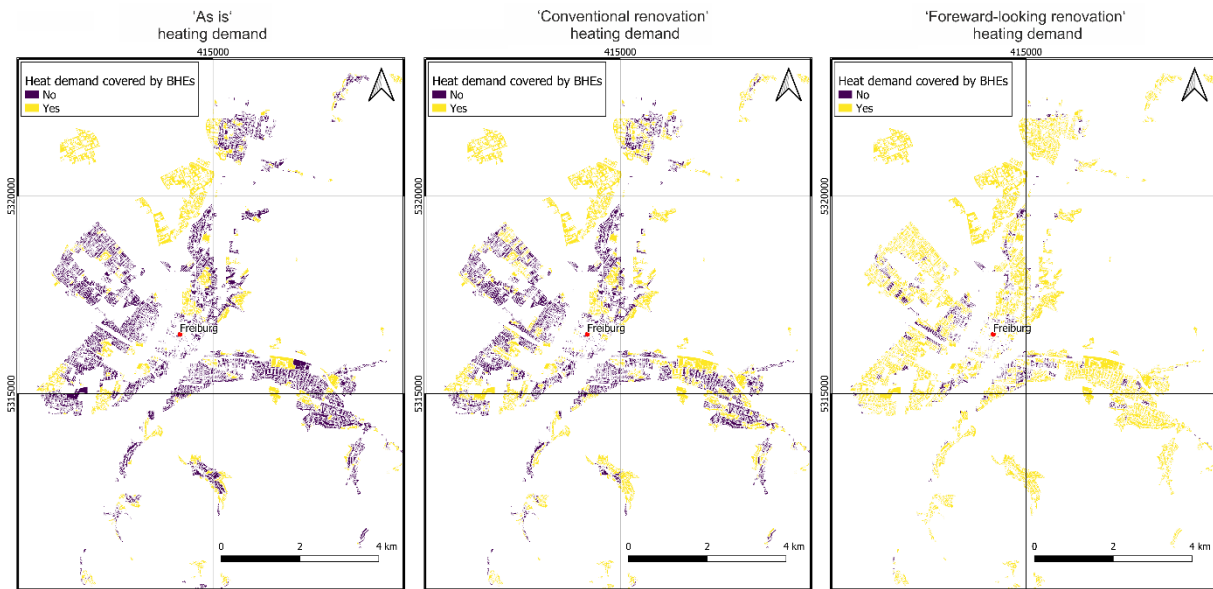 'As is'
heating demand
415000
Heat demand covered by BHEs
No
Yes
5320000
5315000
Freiburg
0 2 4 km
'Conventional renovation'
heating demand
415000
Heat demand covered by BHEs
No
Yes
5320000
5315000
Freiburg
0 2 4 km
'Foreward-looking renovation'
heating demand
415000
Heat demand covered by BHEs
No
Yes
5320000
5315000
Freiburg
0 2 4 km